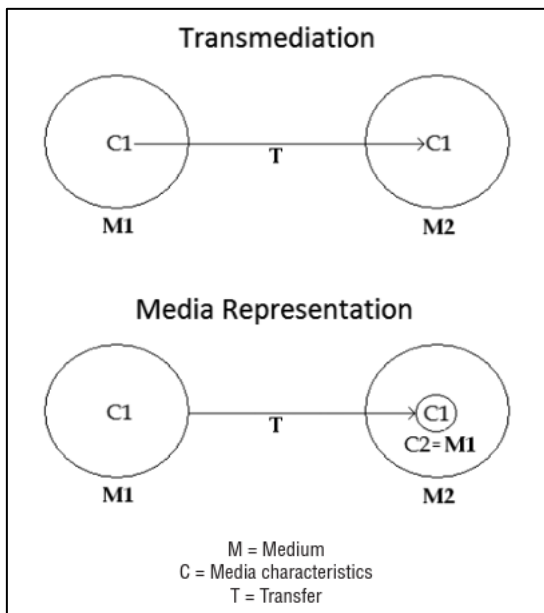 Transmediation
C1 C1
T
M1 M2
Media Representation
C1 C1
T C2=M1
M1 M2
M = Medium
C = Media characteristics
T = Transfer